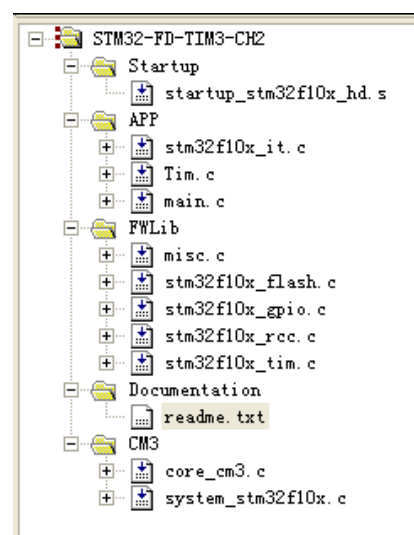 STM32-FD-TIM3-CH2
Startup
startup_stm32f10x_hd.s
APP
stm32f10x_it.c
Tim.c
main.c
FWLib
misc.c
stm32f10x_flash.c
stm32f10x_gpio.c
stm32f10x_rcc.c
stm32f10x_tim.c
Documentation
readme.txt
CM3
core_cm3.c
system_stm32f10x.c